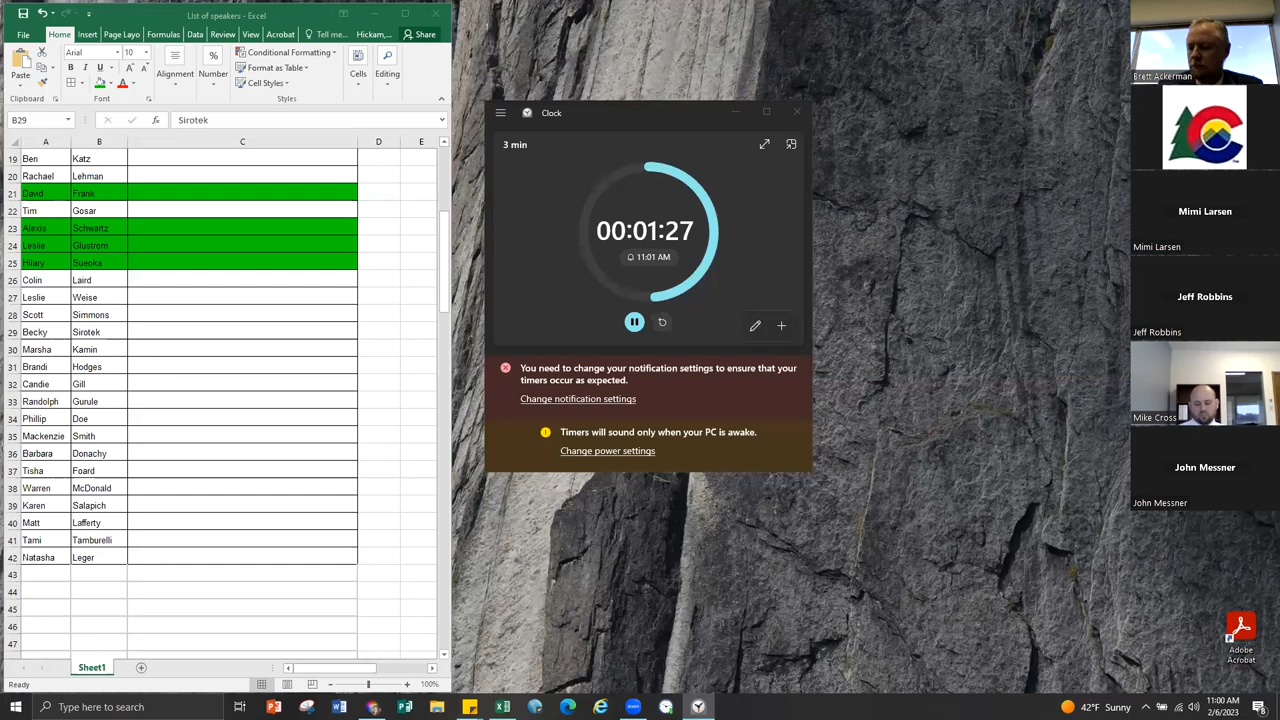 LIst of speakers - Excel
File Home Insert Page Layo Formulas Data Review View Acrobat Tell me... Hickam,... Share
Paste
Clipboard
Arial 10
B I U
Font
Alignment
%
Number
Conditional Formatting
Format as Table
Cell Styles
Styles
Cells
Editing
B29 fx Sirotek
A B C D E
19 Ben Katz
20 Rachael Lehman
21 David Frank
22 Tim Gosar
23 Alexis Schwartz
24 Leslie Glustrom
25 Hilary Sueoka
26 Colin Laird
27 Leslie Weise
28 Scott Simmons
29 Becky Sirotek
30 Marsha Kamin
31 Brandi Hodges
32 Candie Gill
33 Randolph Gurule
34 Phillip Doe
35 Mackenzie Smith
36 Barbara Donachy
37 Tisha Foard
38 Warren McDonald
39 Karen Salapich
40 Matt Lafferty
41 Tami Tamburelli
42 Natasha Leger
43
44
45
46
47
Sheet1
Ready 100%
Clock
3 min
00:01:27
11:01 AM
You need to change your notification settings to ensure that your
timers occur as expected.
Change notification settings
Timers will sound only when your PC is awake.
Change power settings
Brett Ackerman
Mimi Larsen
Mimi Larsen
Jeff Robbins
Jeff Robbins
Mike Cross
John Messner
John Messner
Adobe
Acrobat
Type here to search
zoom
42°F Sunny
11:00 AM
2/6/2023
8